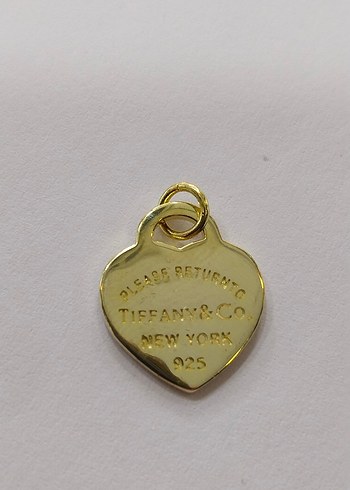 PLEASE RETURN TO
TIFFANY & Co.
NEW YORK
925